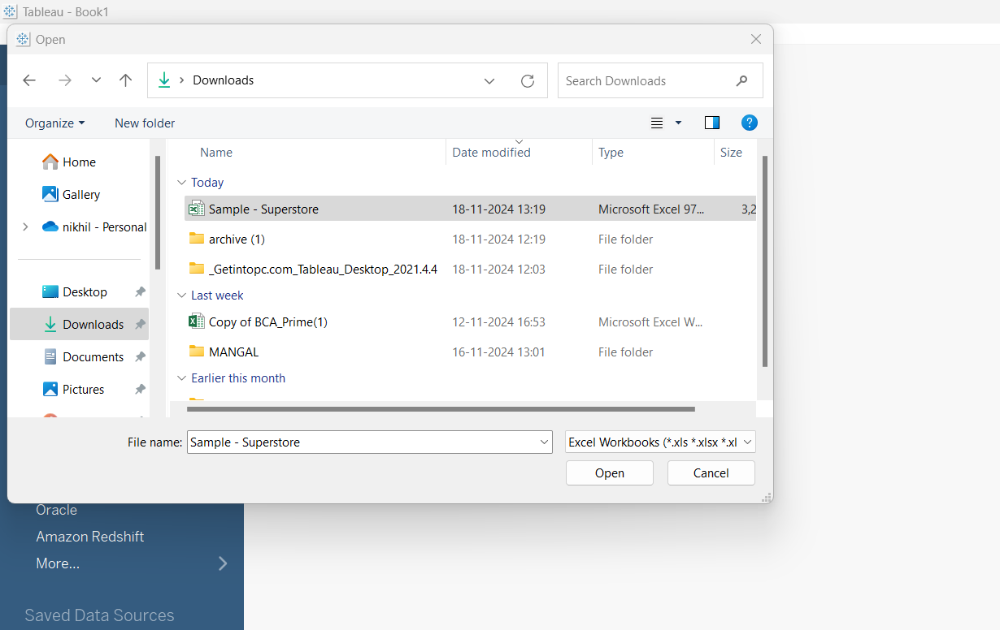 Tableau - Book1
Open
Downloads
Search Downloads
Organize
New folder
?
Name Date modified Type Size
Home
Gallery
nikhil - Personal
Desktop
Downloads
Documents
Pictures
Today
Sample - Superstore 18-11-2024 13:19 Microsoft Excel 97... 3,2
archive (1) 18-11-2024 12:19 File folder
_Getintopc.com_Tableau_Desktop_2021.4.4 18-11-2024 12:03 File folder
Last week
Copy of BCA_Prime(1) 12-11-2024 16:53 Microsoft Excel W...
MANGAL 16-11-2024 13:01 File folder
Earlier this month
File name: Sample - Superstore Excel Workbooks (*.xls *.xlsx *.xl
Open Cancel
Oracle
Amazon Redshift
More...
Saved Data Sources